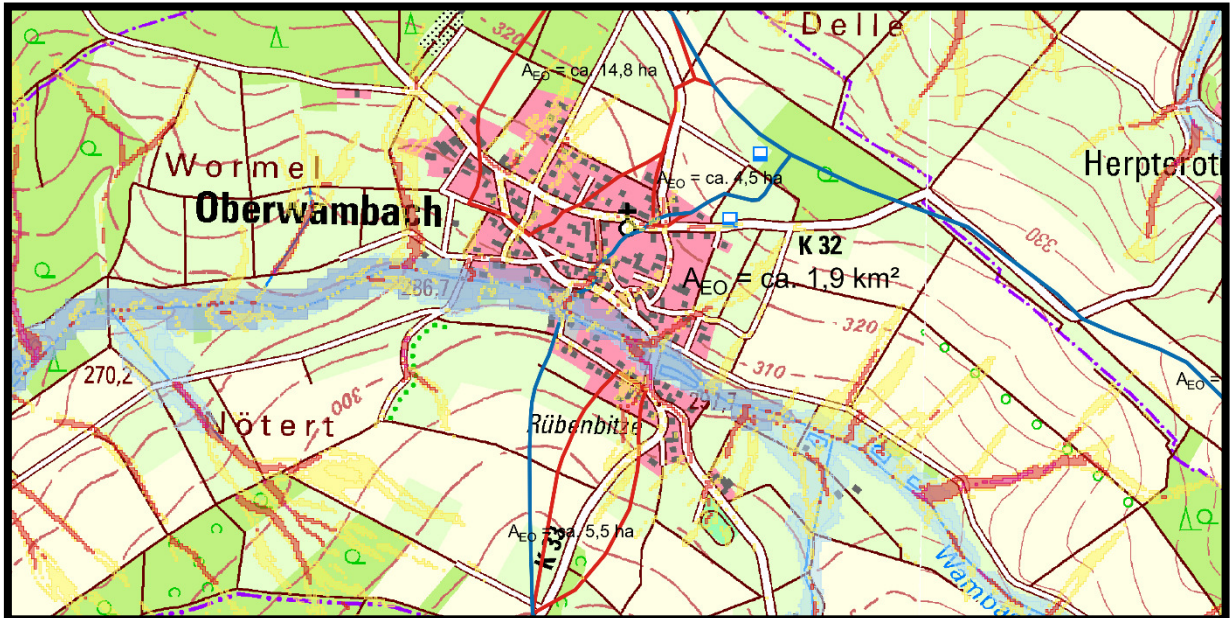 320
Delle
A_EO = ca. 14,8 ha
Wormel
Herpterot
A_EO = ca. 4,5 ha
Oberwambach
K 32
330
286,7
A_EO = ca. 1,9 km²
320
310
270,2
300
A_EO =
291,7
Nötert
Rübenbitze
A_EO = ca. 5,5 ha
K 33
Wamba